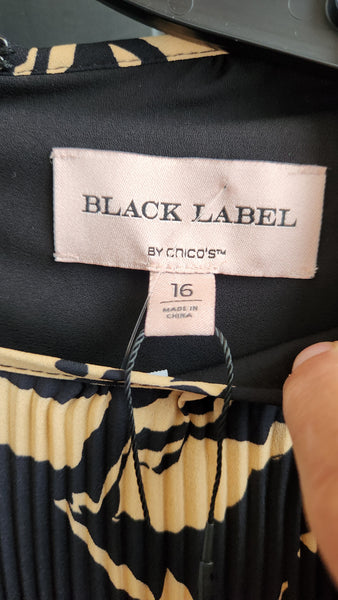 BLACK LABEL
BY CHICO'S™
16
MADE IN
CHINA